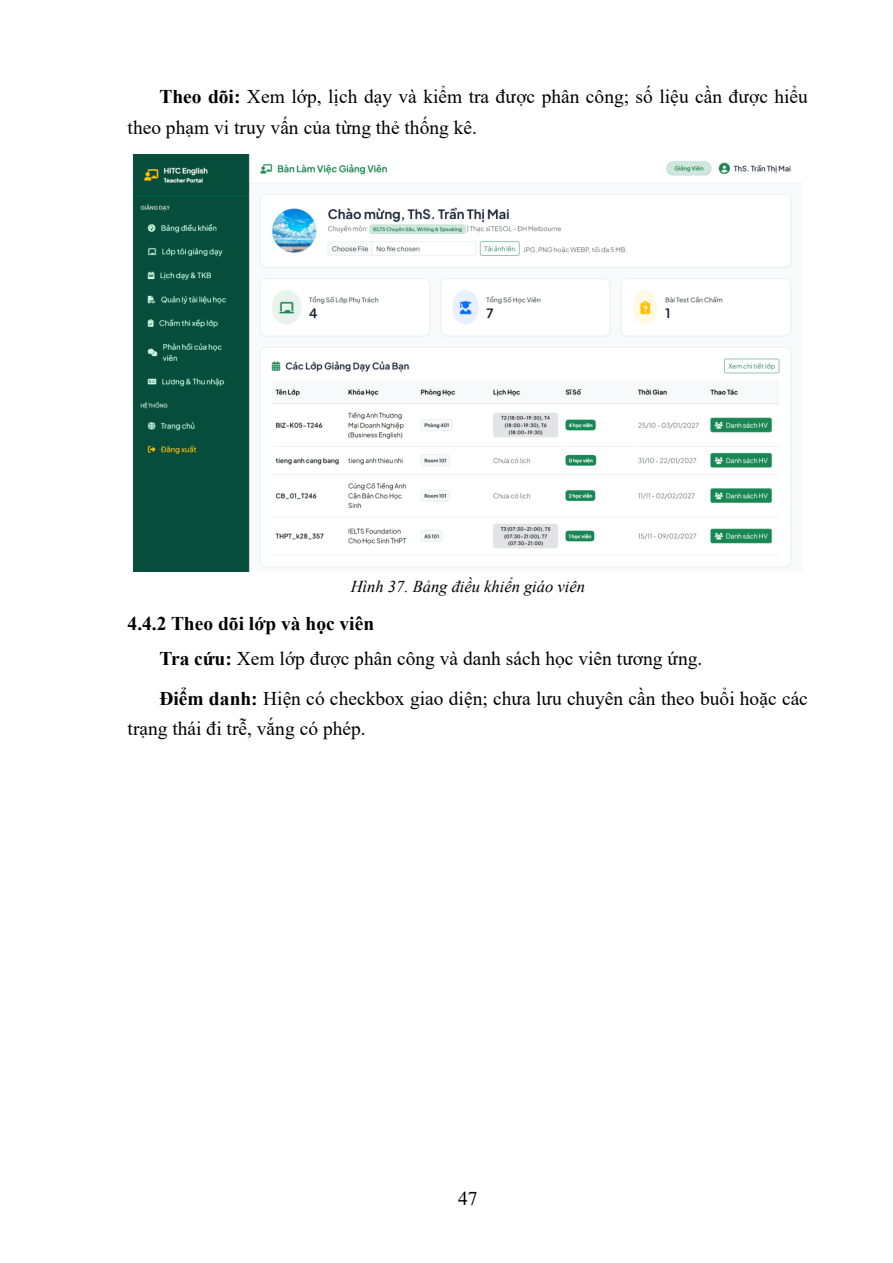 Theo dõi: Xem lớp, lịch dạy và kiểm tra được phân công; số liệu cần được hiểu
theo phạm vi truy vấn của từng thẻ thống kê.
HITC English
Teacher Portal
GIẢNG DẠY
Bảng điều khiển
Lớp tôi giảng dạy
Lịch dạy & TKB
Quản lý tài liệu học
Chấm thi xếp lớp
Phản hồi của học
viên
Lương & Thu nhập
HỆ THỐNG
Trang chủ
Đăng xuất
Bàn Làm Việc Giảng Viên
Giảng Viên
ThS. Trần Thị Mai
Chào mừng, ThS. Trần Thị Mai
Chuyên môn: IELTS Chuyên Sâu, Writing & Speaking | Thạc sĩ TESOL - ĐH Melbourne
Choose File No file chosen Tải ảnh lên JPG, PNG hoặc WEBP, tối đa 5 MB.
Tổng Số Lớp Phụ Trách
4
Tổng Số Học Viên
7
Bài Test Cần Chấm
1
Các Lớp Giảng Dạy Của Bạn
Xem chi tiết lớp
Tên Lớp Khóa Học Phòng Học Lịch Học Sĩ Số Thời Gian Thao Tác
BIZ-K05-T246
Tiếng Anh Thương
Mại Doanh Nghiệp
(Business English)
Phòng 401
T2 (18:00-19:30), T4
(18:00-19:30), T6
(18:00-19:30)
4 học viên
25/10 - 03/01/2027
Danh sách HV
tieng anh cang bang tieng anh thieu nhi Room 101 Chưa có lịch 0 học viên 31/10 - 22/01/2027 Danh sách HV
CB_01_T246
Củng Cố Tiếng Anh
Căn Bản Cho Học
Sinh
Room 101
Chưa có lịch
2 học viên
11/11 - 02/02/2027
Danh sách HV
THPT_k28_357
IELTS Foundation
Cho Học Sinh THPT
AS101
T3 (07:30-21:00), T5
(07:30-21:00), T7
(07:30-21:00)
1 học viên
15/11 - 09/02/2027
Danh sách HV
Hình 37. Bảng điều khiển giáo viên
4.4.2 Theo dõi lớp và học viên
Tra cứu: Xem lớp được phân công và danh sách học viên tương ứng.
Điểm danh: Hiện có checkbox giao diện; chưa lưu chuyên cần theo buổi hoặc các
trạng thái đi trễ, vắng có phép.
47